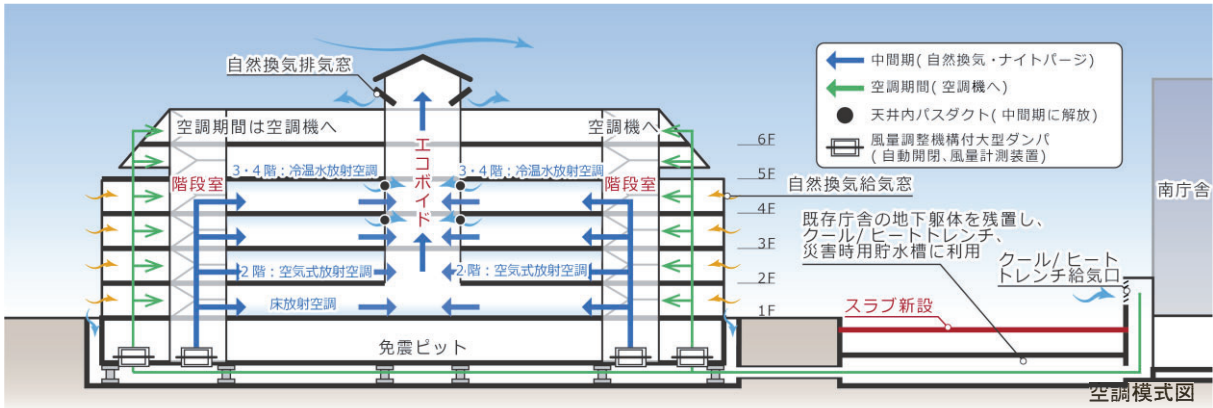 自然換気排気窓
空調期間は空調機へ
空調機へ
エコボイド
3・4階：冷温水放射空調
3・4階：冷温水放射空調
階段室
階段室
2階：空気式放射空調
2階：空気式放射空調
床放射空調
免震ピット
6F
5F
4F
3F
2F
1F
中間期(自然換気・ナイトパージ)
空調期間(空調機へ)
天井内パスダクト(中間期に解放)
風量調整機構付大型ダンパ
(自動開閉、風量計測装置)
自然換気給気窓
既存庁舎の地下躯体を残置し、
クール/ヒートトレンチ、
災害時用貯水槽に利用
クール/ヒート
トレンチ給気口
南庁舎
スラブ新設
空調模式図